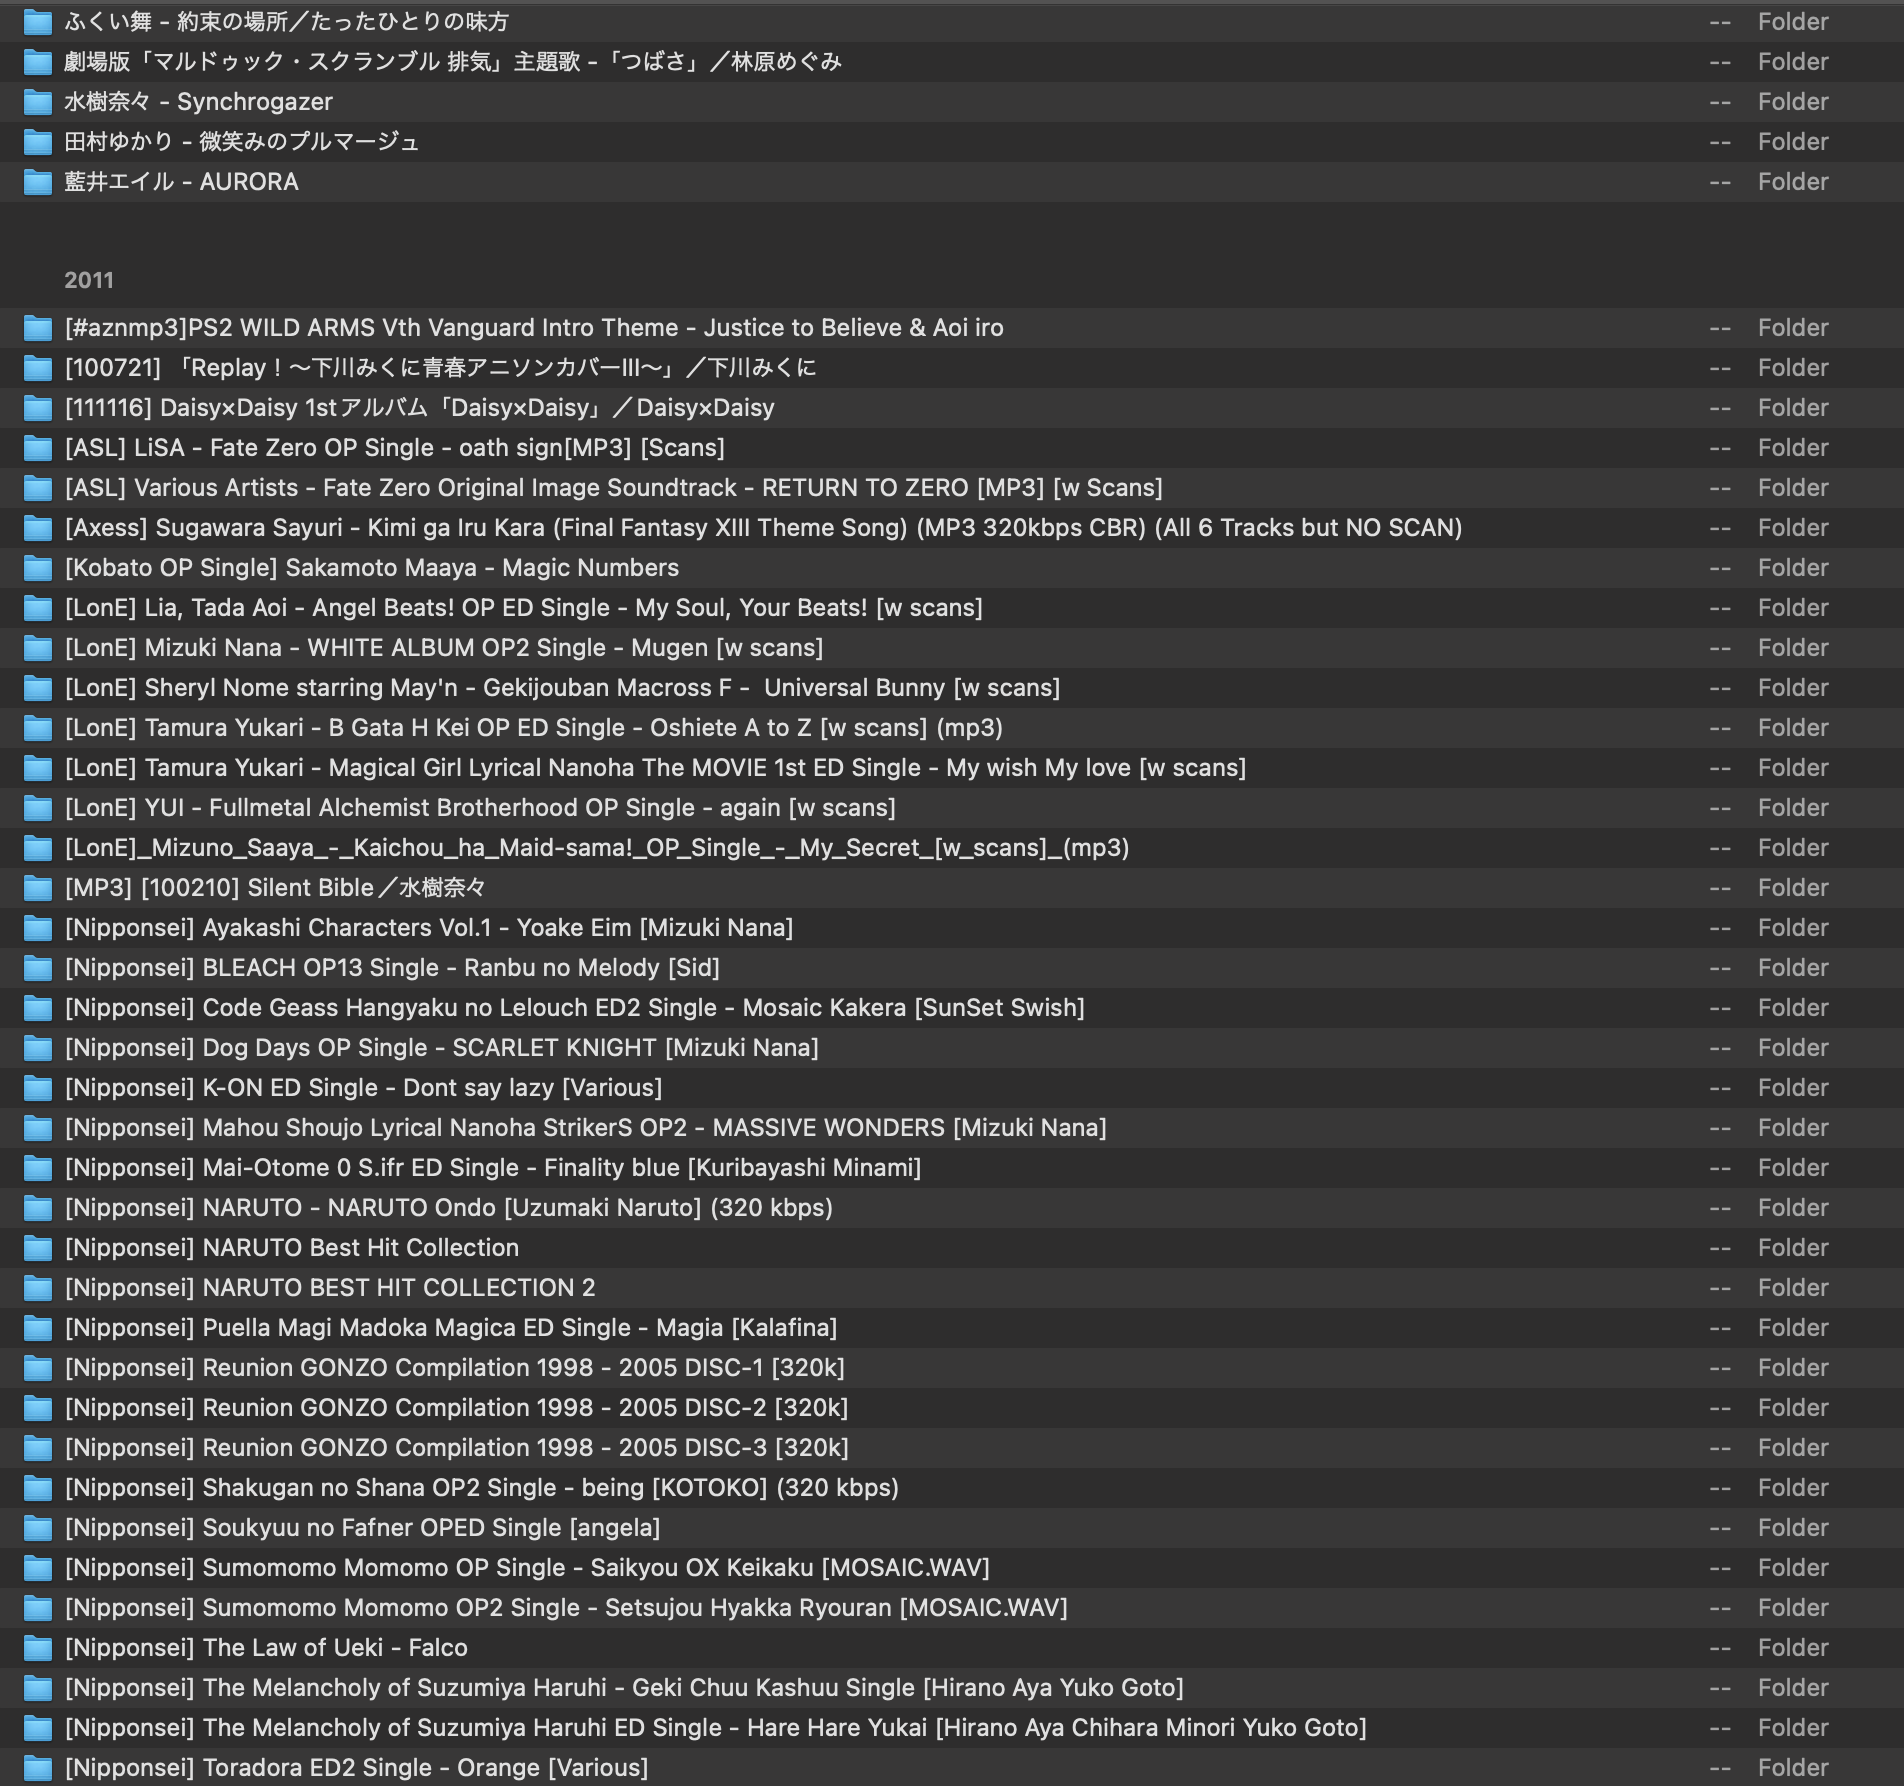 ふくい舞 - 約束の場所／たったひとりの味方 -- Folder
劇場版「マルドゥック・スクランブル 排気」主題歌 -「つばさ」／林原めぐみ -- Folder
水樹奈々 - Synchrogazer -- Folder
田村ゆかり - 微笑みのプルマージュ -- Folder
藍井エイル - AURORA -- Folder
2011
[#aznmp3]PS2 WILD ARMS Vth Vanguard Intro Theme - Justice to Believe & Aoi iro -- Folder
[100721] 「Replay！～下川みくに青春アニソンカバーIII～」／下川みくに -- Folder
[111116] Daisy×Daisy 1stアルバム「Daisy×Daisy」／Daisy×Daisy -- Folder
[ASL] LiSA - Fate Zero OP Single - oath sign[MP3] [Scans] -- Folder
[ASL] Various Artists - Fate Zero Original Image Soundtrack - RETURN TO ZERO [MP3] [w Scans] -- Folder
[Axess] Sugawara Sayuri - Kimi ga Iru Kara (Final Fantasy XIII Theme Song) (MP3 320kbps CBR) (All 6 Tracks but NO SCAN) -- Folder
[Kobato OP Single] Sakamoto Maaya - Magic Numbers -- Folder
[LonE] Lia, Tada Aoi - Angel Beats! OP ED Single - My Soul, Your Beats! [w scans] -- Folder
[LonE] Mizuki Nana - WHITE ALBUM OP2 Single - Mugen [w scans] -- Folder
[LonE] Sheryl Nome starring May'n - Gekijouban Macross F -  Universal Bunny [w scans] -- Folder
[LonE] Tamura Yukari - B Gata H Kei OP ED Single - Oshiete A to Z [w scans] (mp3) -- Folder
[LonE] Tamura Yukari - Magical Girl Lyrical Nanoha The MOVIE 1st ED Single - My wish My love [w scans] -- Folder
[LonE] YUI - Fullmetal Alchemist Brotherhood OP Single - again [w scans] -- Folder
[LonE]_Mizuno_Saaya_-_Kaichou_ha_Maid-sama!_OP_Single_-_My_Secret_[w_scans]_(mp3) -- Folder
[MP3] [100210] Silent Bible／水樹奈々 -- Folder
[Nipponsei] Ayakashi Characters Vol.1 - Yoake Eim [Mizuki Nana] -- Folder
[Nipponsei] BLEACH OP13 Single - Ranbu no Melody [Sid] -- Folder
[Nipponsei] Code Geass Hangyaku no Lelouch ED2 Single - Mosaic Kakera [SunSet Swish] -- Folder
[Nipponsei] Dog Days OP Single - SCARLET KNIGHT [Mizuki Nana] -- Folder
[Nipponsei] K-ON ED Single - Dont say lazy [Various] -- Folder
[Nipponsei] Mahou Shoujo Lyrical Nanoha StrikerS OP2 - MASSIVE WONDERS [Mizuki Nana] -- Folder
[Nipponsei] Mai-Otome 0 S.ifr ED Single - Finality blue [Kuribayashi Minami] -- Folder
[Nipponsei] NARUTO - NARUTO Ondo [Uzumaki Naruto] (320 kbps) -- Folder
[Nipponsei] NARUTO Best Hit Collection -- Folder
[Nipponsei] NARUTO BEST HIT COLLECTION 2 -- Folder
[Nipponsei] Puella Magi Madoka Magica ED Single - Magia [Kalafina] -- Folder
[Nipponsei] Reunion GONZO Compilation 1998 - 2005 DISC-1 [320k] -- Folder
[Nipponsei] Reunion GONZO Compilation 1998 - 2005 DISC-2 [320k] -- Folder
[Nipponsei] Reunion GONZO Compilation 1998 - 2005 DISC-3 [320k] -- Folder
[Nipponsei] Shakugan no Shana OP2 Single - being [KOTOKO] (320 kbps) -- Folder
[Nipponsei] Soukyuu no Fafner OPED Single [angela] -- Folder
[Nipponsei] Sumomomo Momomo OP Single - Saikyou OX Keikaku [MOSAIC.WAV] -- Folder
[Nipponsei] Sumomomo Momomo OP2 Single - Setsujou Hyakka Ryouran [MOSAIC.WAV] -- Folder
[Nipponsei] The Law of Ueki - Falco -- Folder
[Nipponsei] The Melancholy of Suzumiya Haruhi - Geki Chuu Kashuu Single [Hirano Aya Yuko Goto] -- Folder
[Nipponsei] The Melancholy of Suzumiya Haruhi ED Single - Hare Hare Yukai [Hirano Aya Chihara Minori Yuko Goto] -- Folder
[Nipponsei] Toradora ED2 Single - Orange [Various] -- Folder